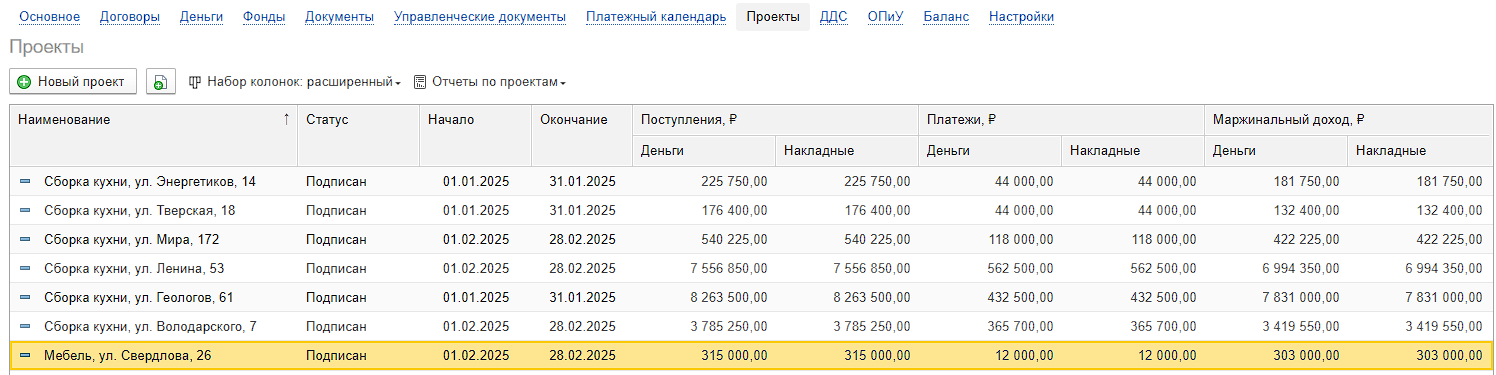 Основное Договоры Деньги Фонды Документы Управленческие документы Платежный календарь Проекты ДДС ОПиУ Баланс Настройки
Проекты
Новый проект Набор колонок: расширенный Отчеты по проектам
Наименование ↑ Статус Начало Окончание Поступления, ₽ Платежи, ₽ Маржинальный доход, ₽
Деньги Накладные Деньги Накладные Деньги Накладные
Сборка кухни, ул. Энергетиков, 14 Подписан 01.01.2025 31.01.2025 225 750,00 225 750,00 44 000,00 44 000,00 181 750,00 181 750,00
Сборка кухни, ул. Тверская, 18 Подписан 01.01.2025 31.01.2025 176 400,00 176 400,00 44 000,00 44 000,00 132 400,00 132 400,00
Сборка кухни, ул. Мира, 172 Подписан 01.02.2025 28.02.2025 540 225,00 540 225,00 118 000,00 118 000,00 422 225,00 422 225,00
Сборка кухни, ул. Ленина, 53 Подписан 01.02.2025 28.02.2025 7 556 850,00 7 556 850,00 562 500,00 562 500,00 6 994 350,00 6 994 350,00
Сборка кухни, ул. Геологов, 61 Подписан 01.01.2025 31.01.2025 8 263 500,00 8 263 500,00 432 500,00 432 500,00 7 831 000,00 7 831 000,00
Сборка кухни, ул. Володарского, 7 Подписан 01.02.2025 28.02.2025 3 785 250,00 3 785 250,00 365 700,00 365 700,00 3 419 550,00 3 419 550,00
Мебель, ул. Свердлова, 26 Подписан 01.02.2025 28.02.2025 315 000,00 315 000,00 12 000,00 12 000,00 303 000,00 303 000,00